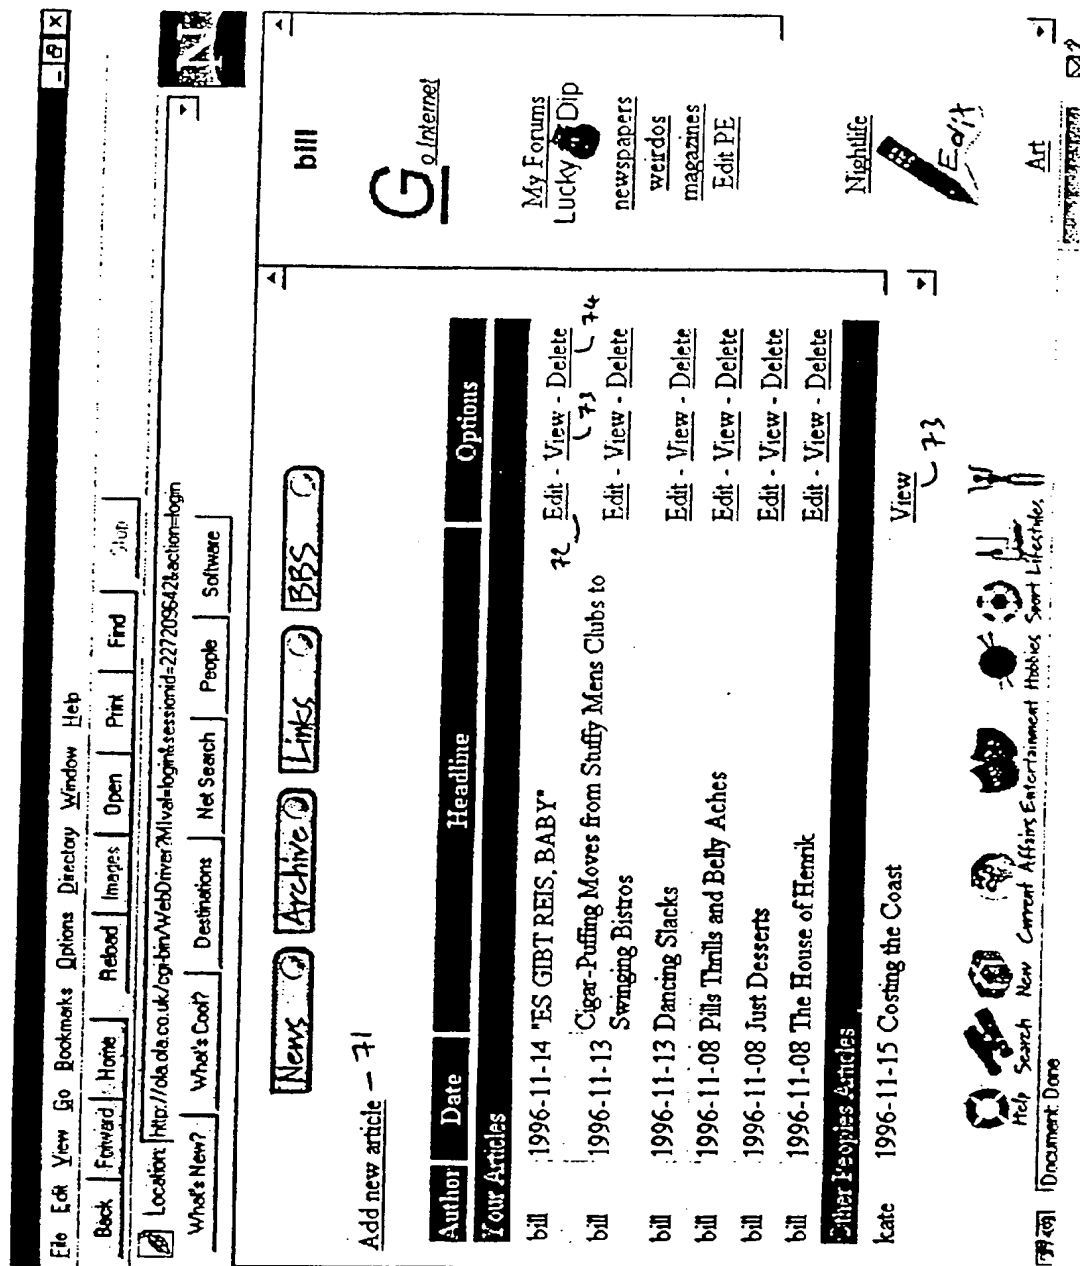 File Edit View Go Bookmarks Options Directory Window Help
Back Forward Home Reload Images Open Print Find Stop
Location: http://ola.ola.co.uk/cgi-bin/WebDriver?MIval=login&sessionid=2272209642&action=login
What's New? What's Cool? Destinations Net Search People Software
N
News Archive Links BBS
bill
Go Internet
Add new article - 71
My Forums
Lucky Dip
newspapers
weirdos
magazines
Edit PE
Nightlife
Edit
Art
Author Date Headline Options
Your Articles
bill 1996-11-14 "ES GIBT REIS, BABY" Edit - View - Delete
72 73 74
bill 1996-11-13 Cigar-Puffing Moves from Stuffy Mens Clubs to Edit - View - Delete
Swinging Bistros
bill 1996-11-13 Dancing Slacks Edit - View - Delete
bill 1996-11-08 Pills Thrills and Belly Aches Edit - View - Delete
bill 1996-11-08 Just Desserts Edit - View - Delete
bill 1996-11-08 The House of Henrik Edit - View - Delete
Other Peoples Articles
kate 1996-11-15 Costing the Coast View
73
Help Search New Current Affairs Entertainment Hobbies Sport Lifestyles
Document: Done